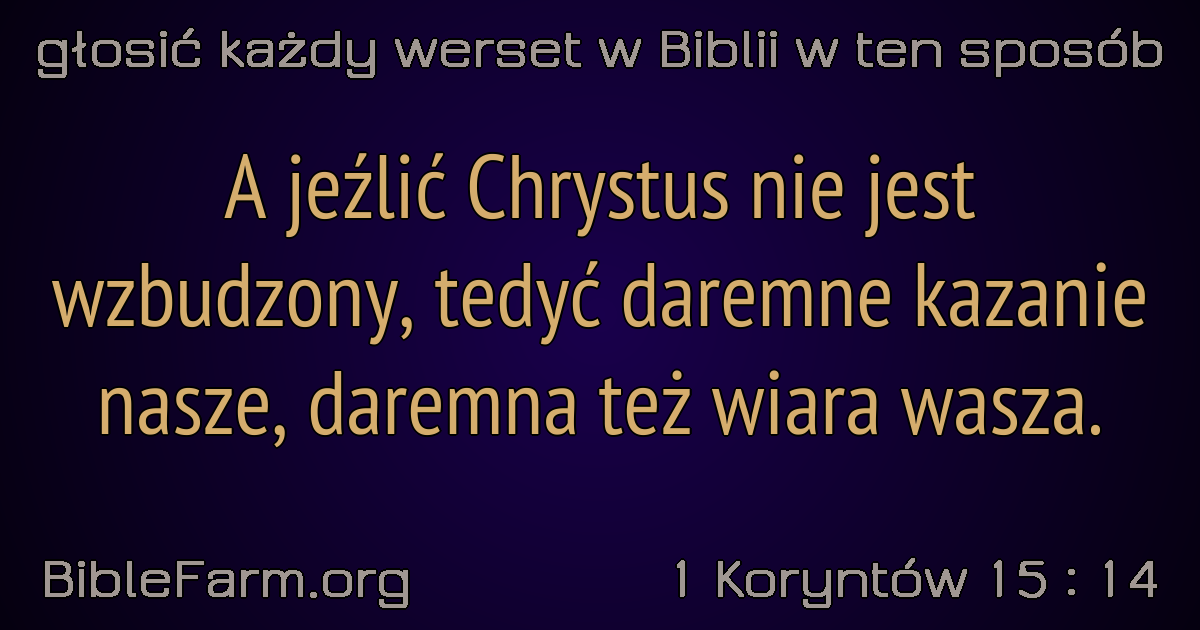 głosić każdy werset w Biblii w ten sposób
A jeźlić Chrystus nie jest
wzbudzony, tedyć daremne kazanie
nasze, daremna też wiara wasza.
BibleFarm.org
1 Koryntów 15 : 14